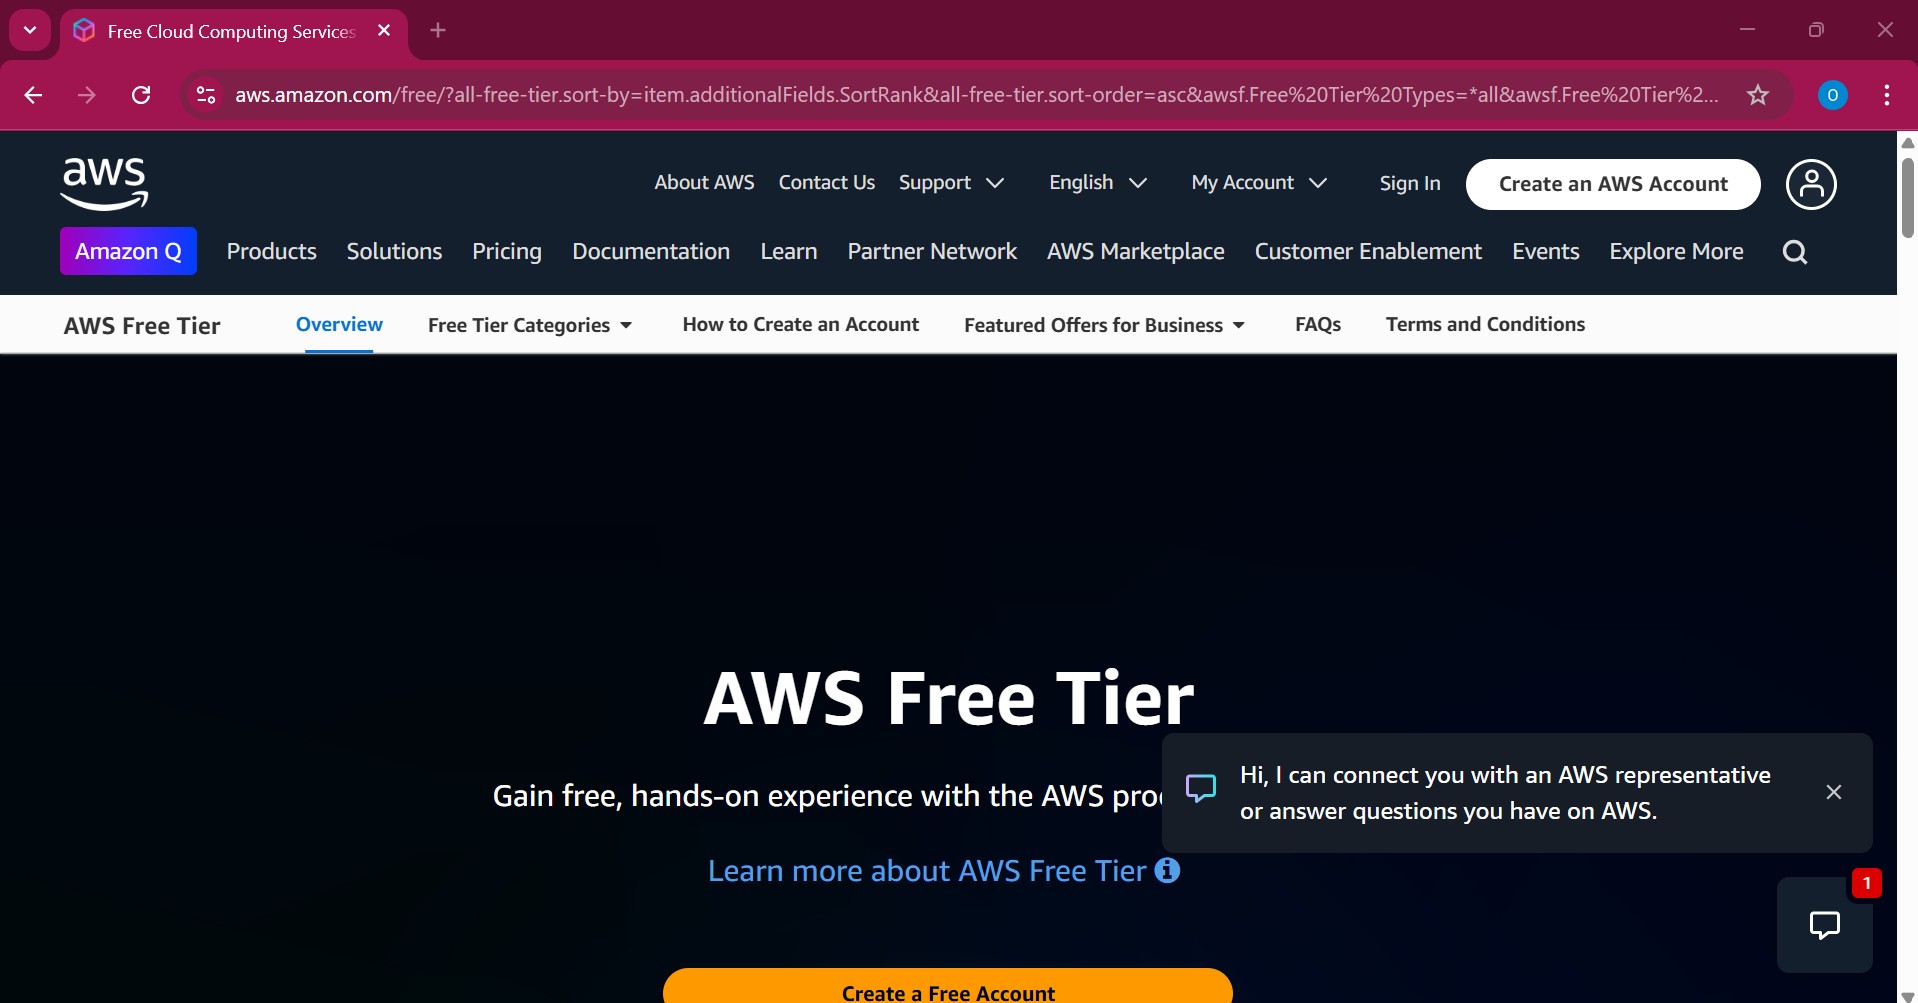 Free Cloud Computing Services
aws.amazon.com/free/?all-free-tier.sort-by=item.additionalFields.SortRank&all-free-tier.sort-order=asc&awsf.Free%20Tier%20Types=*all&awsf.Free%20Tier%2...
O
aws
About AWS Contact Us Support English My Account Sign In Create an AWS Account
Amazon Q Products Solutions Pricing Documentation Learn Partner Network AWS Marketplace Customer Enablement Events Explore More
AWS Free Tier Overview Free Tier Categories How to Create an Account Featured Offers for Business FAQs Terms and Conditions
AWS Free Tier
Gain free, hands-on experience with the AWS
Hi, I can connect you with an AWS representative
or answer questions you have on AWS.
Learn more about AWS Free Tier
1
Create a Free Account